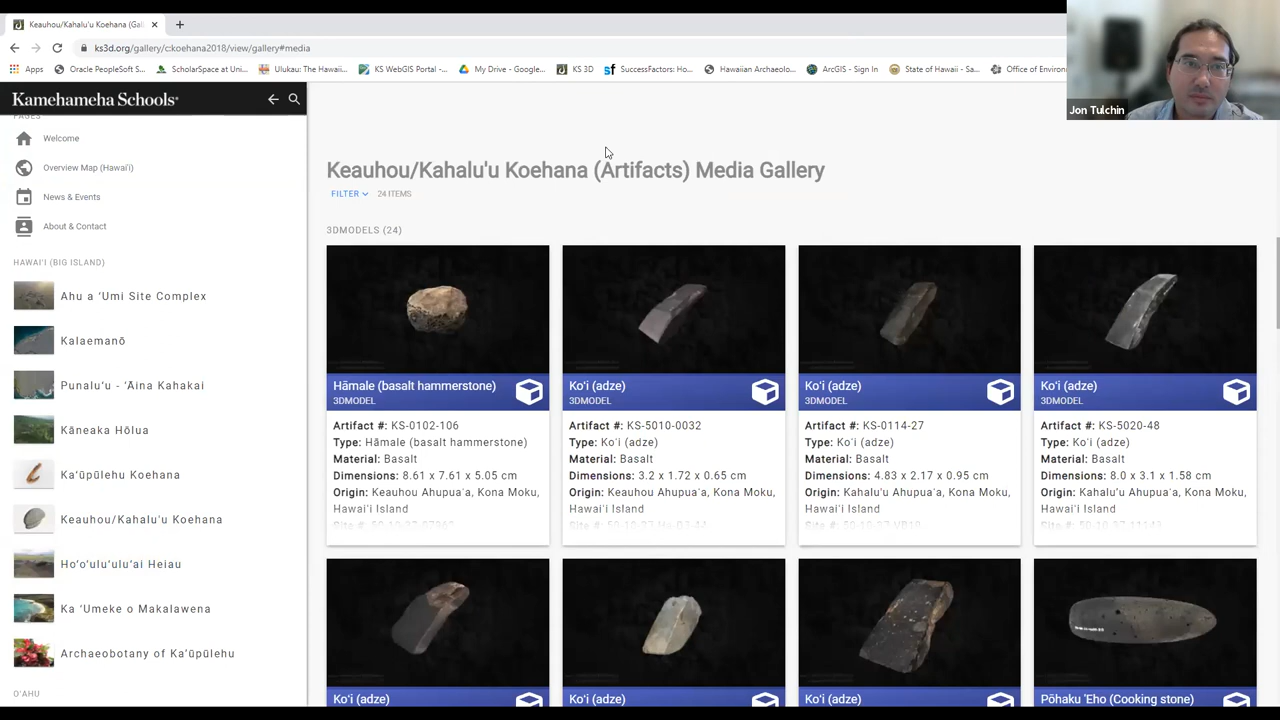 Keauhou/Kahalu'u Koehana (Gal
ks3d.org/gallery/c:koehana2018/view/gallery#media
Apps
Oracle PeopleSoft S...
ScholarSpace at Uni...
Ulukau: The Hawaii...
KS WebGIS Portal -...
My Drive - Google...
KS 3D
SuccessFactors: Ho...
Hawaiian Archaeolo...
ArcGIS - Sign In
State of Hawaii - Sa...
Office of Environ
Jon Tulchin
Kamehameha Schools®
PAGES
Welcome
Overview Map (Hawai'i)
News & Events
About & Contact
HAWAI'I (BIG ISLAND)
Ahu a ‘Umi Site Complex
Kalaemanō
Punalu‘u - ‘Āina Kahakai
Kāneaka Hōlua
Ka‘ūpūlehu Koehana
Keauhou/Kahalu'u Koehana
Ho‘o‘ulu‘ulu‘ai Heiau
Ka ‘Umeke o Makalawena
Archaeobotany of Ka‘ūpūlehu
O'AHU
Keauhou/Kahalu'u Koehana (Artifacts) Media Gallery
FILTER 24 ITEMS
3DMODELS (24)
Hāmale (basalt hammerstone)
3DMODEL
Artifact #: KS-0102-106
Type: Hāmale (basalt hammerstone)
Material: Basalt
Dimensions: 8.61 x 7.61 x 5.05 cm
Origin: Keauhou Ahupua'a, Kona Moku,
Hawai'i Island
Ko'i (adze)
3DMODEL
Artifact #: KS-5010-0032
Type: Ko'i (adze)
Material: Basalt
Dimensions: 3.2 x 1.72 x 0.65 cm
Origin: Keauhou Ahupua'a, Kona Moku,
Hawai'i Island
Ko'i (adze)
3DMODEL
Artifact #: KS-0114-27
Type: Ko'i (adze)
Material: Basalt
Dimensions: 4.83 x 2.17 x 0.95 cm
Origin: Kahalu'u Ahupua'a, Kona Moku,
Hawai'i Island
Ko'i (adze)
3DMODEL
Artifact #: KS-5020-48
Type: Ko'i (adze)
Material: Basalt
Dimensions: 8.0 x 3.1 x 1.58 cm
Origin: Kahalu'u Ahupua'a, Kona Moku,
Hawai'i Island
Ko'i (adze)
Ko'i (adze)
Ko'i (adze)
Pōhaku 'Eho (Cooking stone)